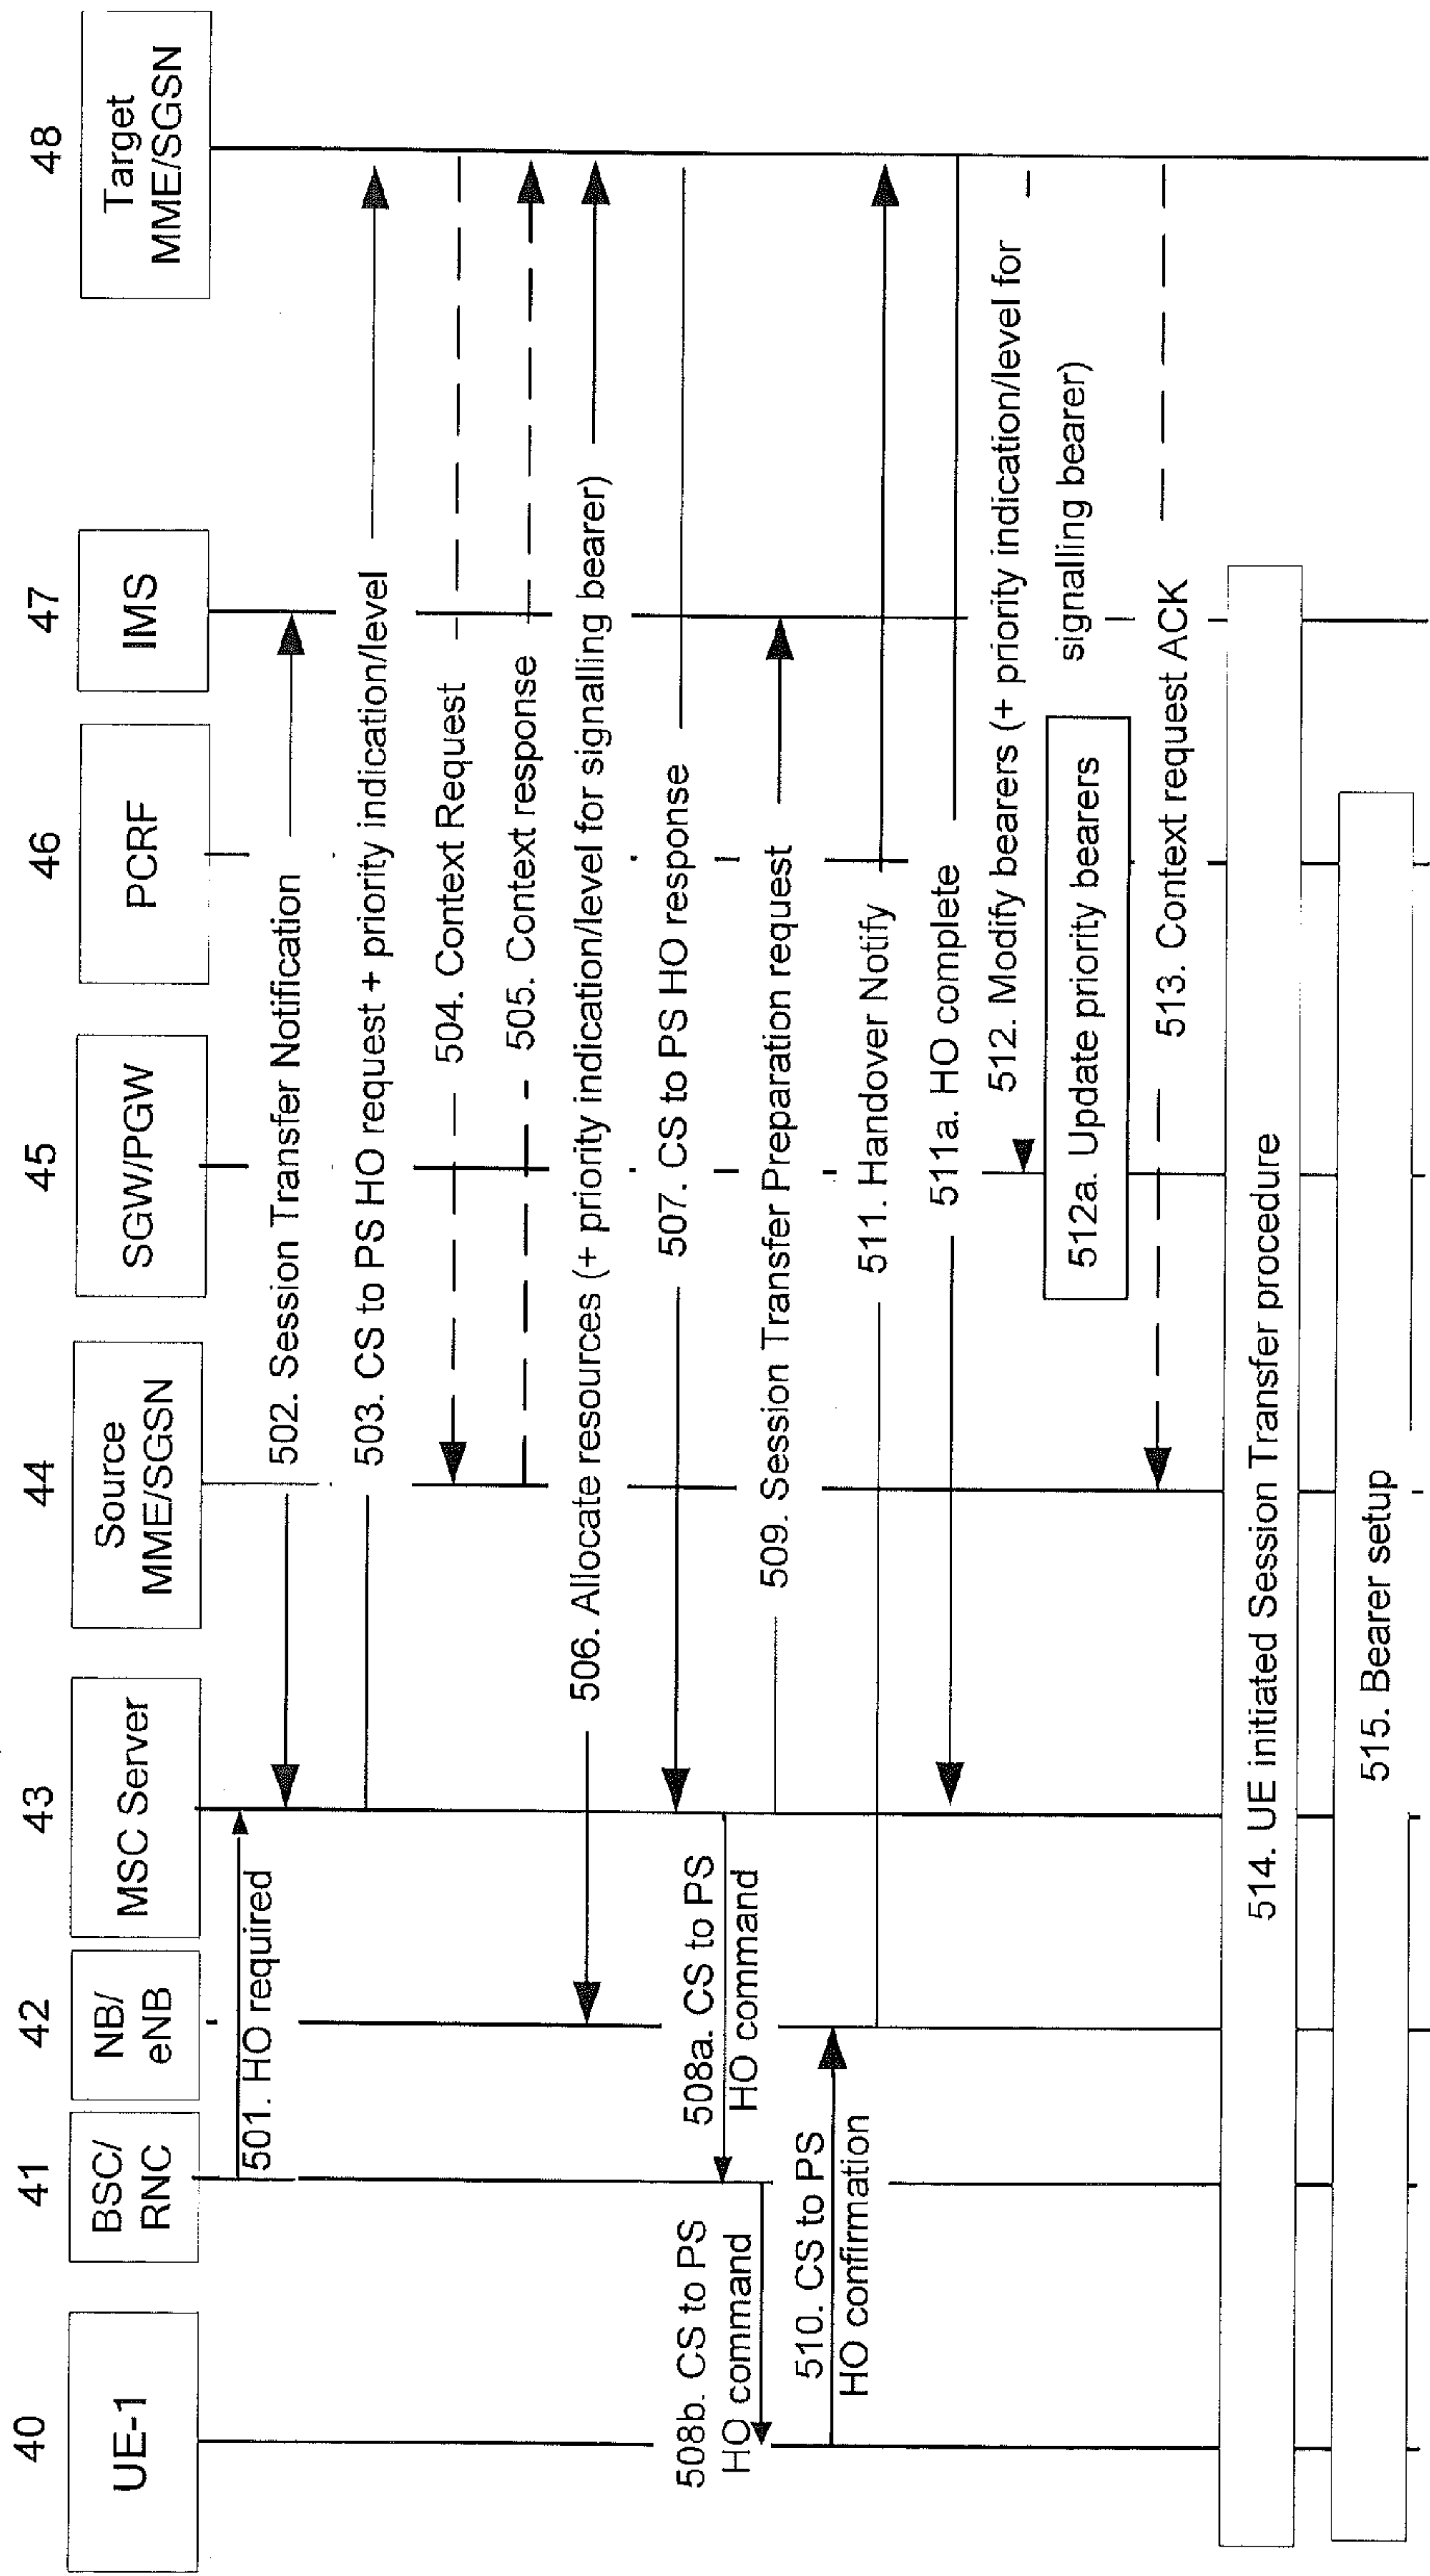 40
UE-1
41
BSC/
RNC
42
NB/
eNB
43
MSC Server
44
Source
MME/SGSN
45
SGW/PGW
46
PCRF
47
IMS
48
Target
MME/SGSN
501. HO required
502. Session Transfer Notification
503. CS to PS HO request + priority indication/level
504. Context Request
505. Context response
506. Allocate resources (+ priority indication/level for signalling bearer)
507. CS to PS HO response
508a. CS to PS
HO command
508b. CS to PS
HO command
509. Session Transfer Preparation request
510. CS to PS
HO confirmation
511. Handover Notify
511a. HO complete
512. Modify bearers (+ priority indication/level for
signalling bearer)
512a. Update priority bearers
513. Context request ACK
514. UE initiated Session Transfer procedure
515. Bearer setup